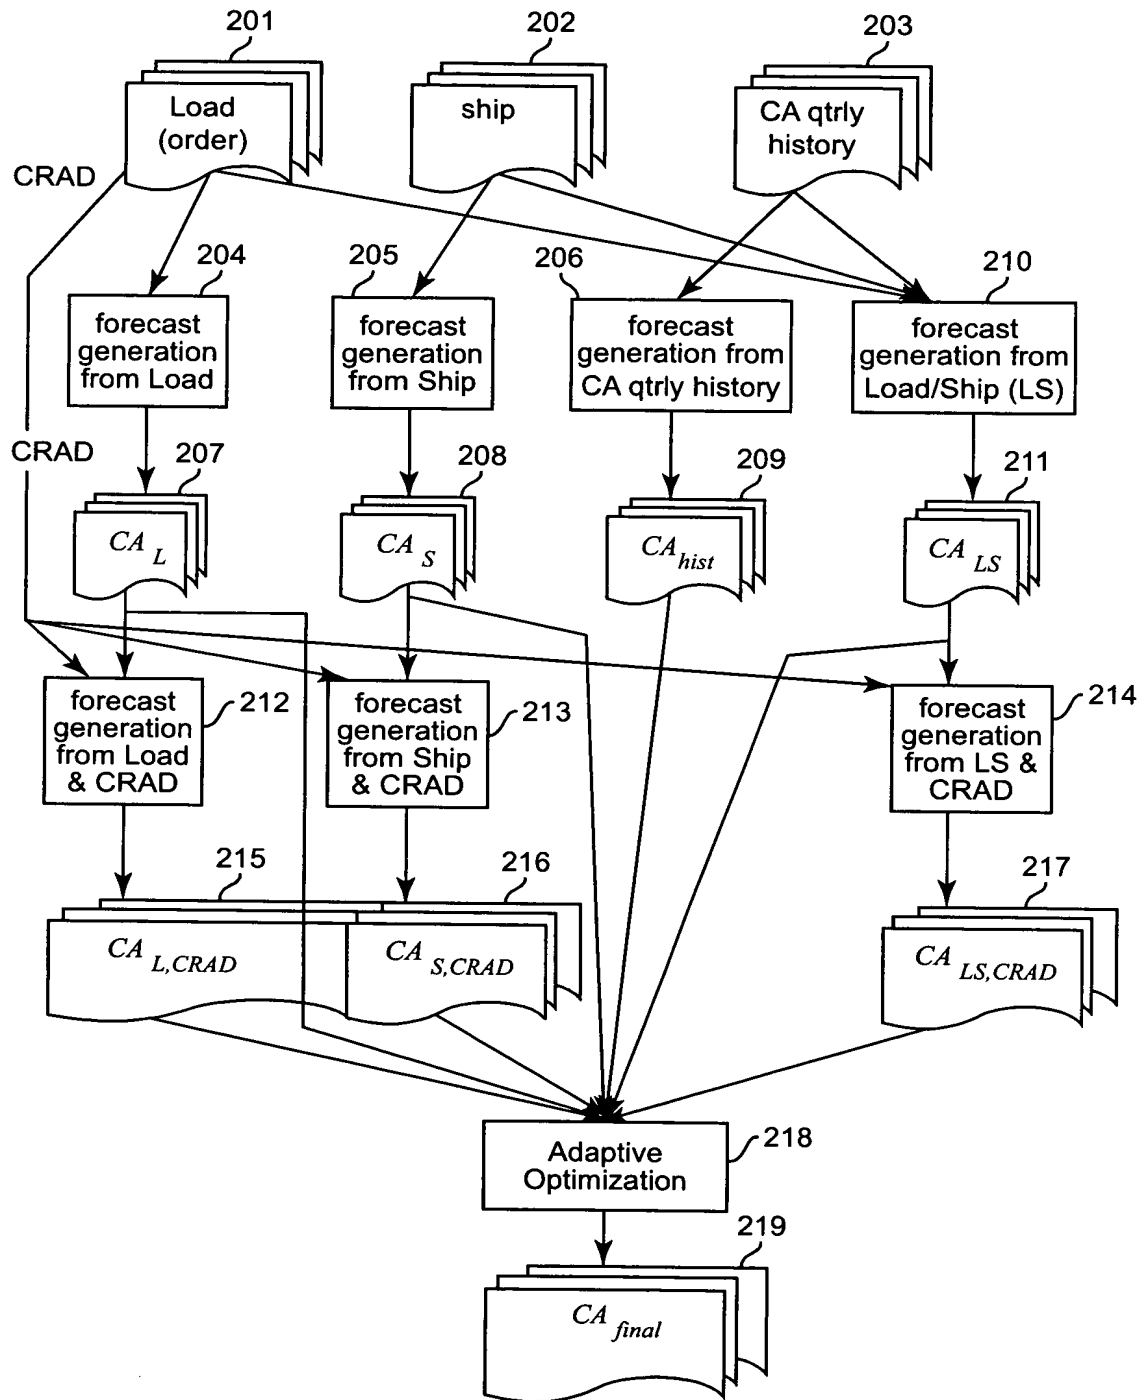 201
202
203
Load
(order)
ship
CA qtrly
history
CRAD
204
205
206
210
forecast
generation
from Load
forecast
generation
from Ship
forecast
generation from
CA qtrly history
forecast
generation from
Load/Ship (LS)
CRAD
207
208
209
211
CA L
CA S
CA hist
CA LS
forecast
generation
from Load
& CRAD
212
forecast
generation
from Ship
& CRAD
213
forecast
generation
from LS &
CRAD
214
215
216
217
CA L,CRAD
CA S,CRAD
CA LS,CRAD
Adaptive
Optimization
218
219
CA final